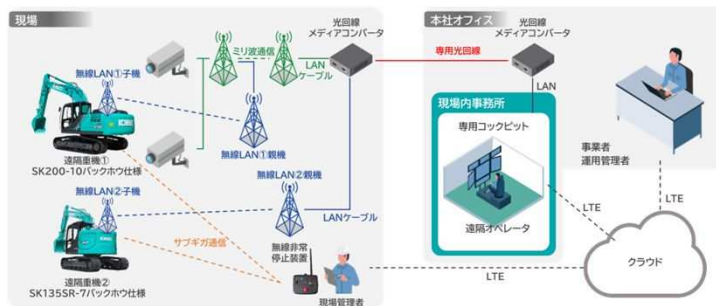 現場
本社オフィス
光回線
メディアコンバータ
ミリ波通信
LAN
ケーブル
専用光回線
光回線
メディアコンバータ
LAN
無線LAN①子機
無線LAN①親機
遠隔重機①
SK200-10バックホウ仕様
無線LAN②子機
無線LAN②親機
LANケーブル
サブギガ通信
無線非常
停止装置
現場管理者
遠隔重機②
SK135SR-7バックホウ仕様
現場内事務所
専用コックピット
遠隔オペレータ
事業者
運用管理者
LTE
LTE
LTE
クラウド